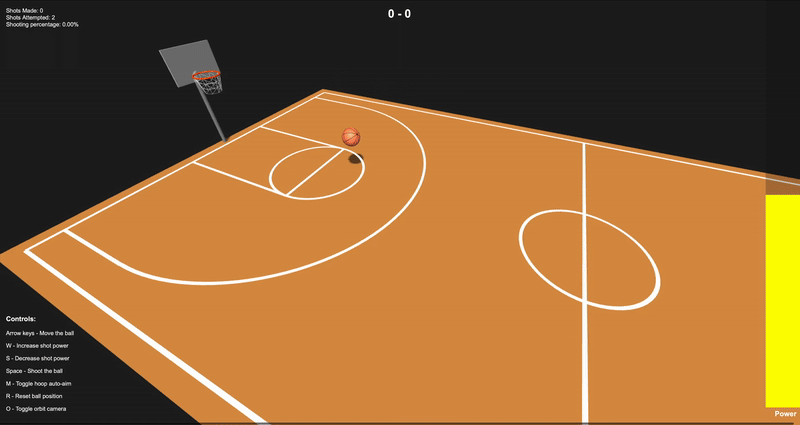 Shots Made: 0
Shots Attempted: 2
Shooting percentage: 0.00%
0 - 0
Controls:
Arrow keys - Move the ball
W - Increase shot power
S - Decrease shot power
Space - Shoot the ball
M - Toggle hoop auto-aim
R - Reset ball position
O - Toggle orbit camera
Power